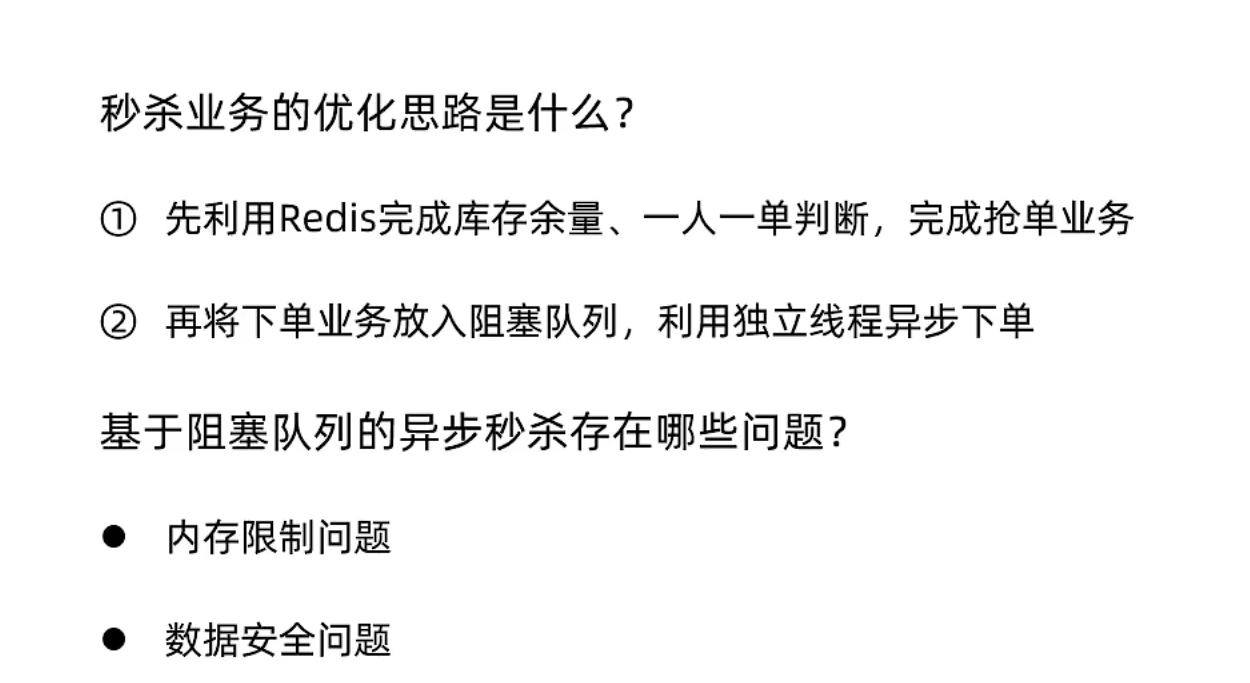 秒杀业务的优化思路是什么？
① 先利用Redis完成库存余量、一人一单判断，完成抢单业务
② 再将下单业务放入阻塞队列，利用独立线程异步下单
基于阻塞队列的异步秒杀存在哪些问题？
● 内存限制问题
● 数据安全问题